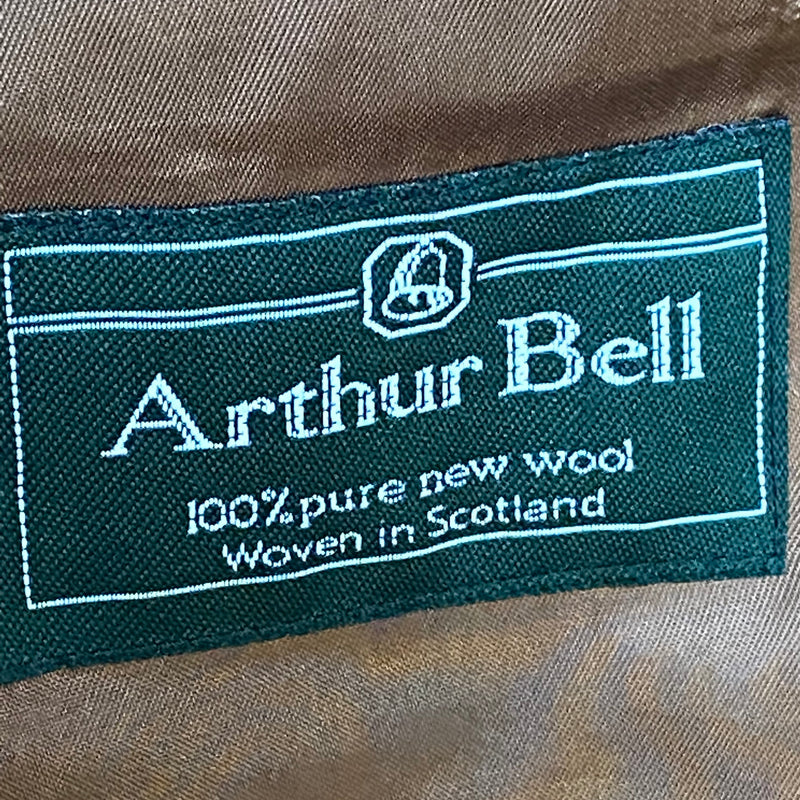 Arthur Bell
100% pure new wool
Woven in Scotland